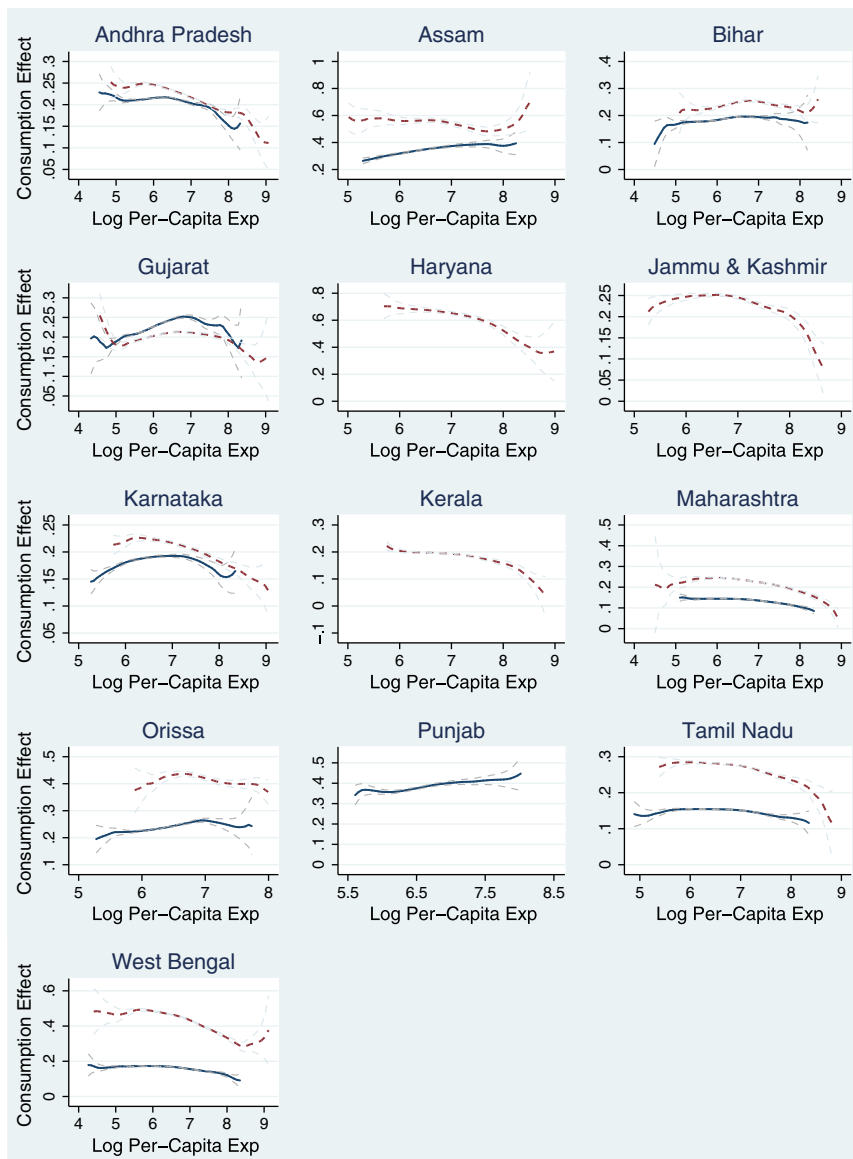 Andhra Pradesh
Consumption Effect
.05 .1 .15 .2 .25 .3
4 5 6 7 8 9
Log Per−Capita Exp
Assam
.2 .4 .6 .8 1
5 6 7 8 9
Log Per−Capita Exp
Bihar
0 .1 .2 .3 .4
4 5 6 7 8 9
Log Per−Capita Exp
Gujarat
Consumption Effect
.05 .1 .15 .2 .25 .3
4 5 6 7 8 9
Log Per−Capita Exp
Haryana
0 .2 .4 .6 .8
5 6 7 8 9
Log Per−Capita Exp
Jammu & Kashmir
0 .05 .1 .15 .2 .25
5 6 7 8 9
Log Per−Capita Exp
Karnataka
Consumption Effect
.05 .1 .15 .2 .25
5 6 7 8 9
Log Per−Capita Exp
Kerala
−.1 0 .1 .2 .3
5 6 7 8 9
Log Per−Capita Exp
Maharashtra
0 .1 .2 .3 .4 .5
4 5 6 7 8 9
Log Per−Capita Exp
Orissa
Consumption Effect
.1 .2 .3 .4 .5
5 6 7 8
Log Per−Capita Exp
Punjab
0 .1 .2 .3 .4 .5
5.5 6.5 7.5 8.5
Log Per−Capita Exp
Tamil Nadu
0 .1 .2 .3
5 6 7 8 9
Log Per−Capita Exp
West Bengal
Consumption Effect
0 .2 .4 .6
4 5 6 7 8 9
Log Per−Capita Exp